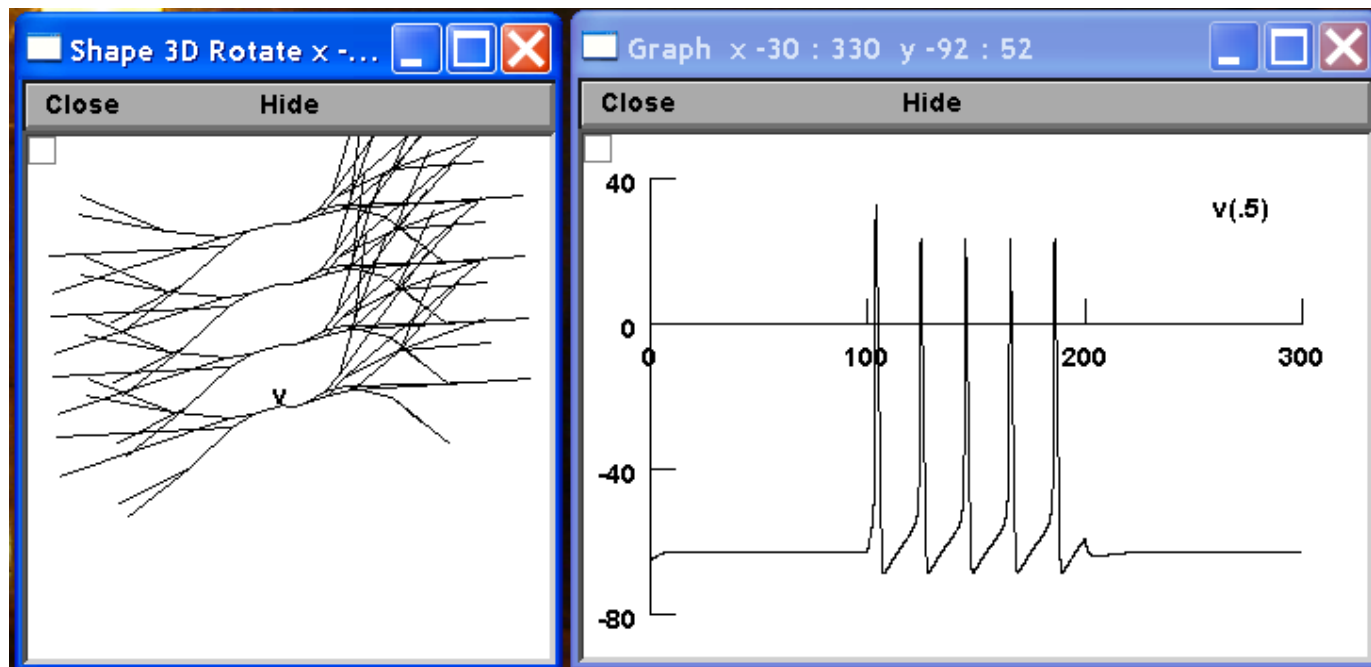 Shape 3D Rotate x -...
Close Hide
v
Graph x -30 : 330 y -92 : 52
Close Hide
40
v(.5)
0
0 100 200 300
-40
-80